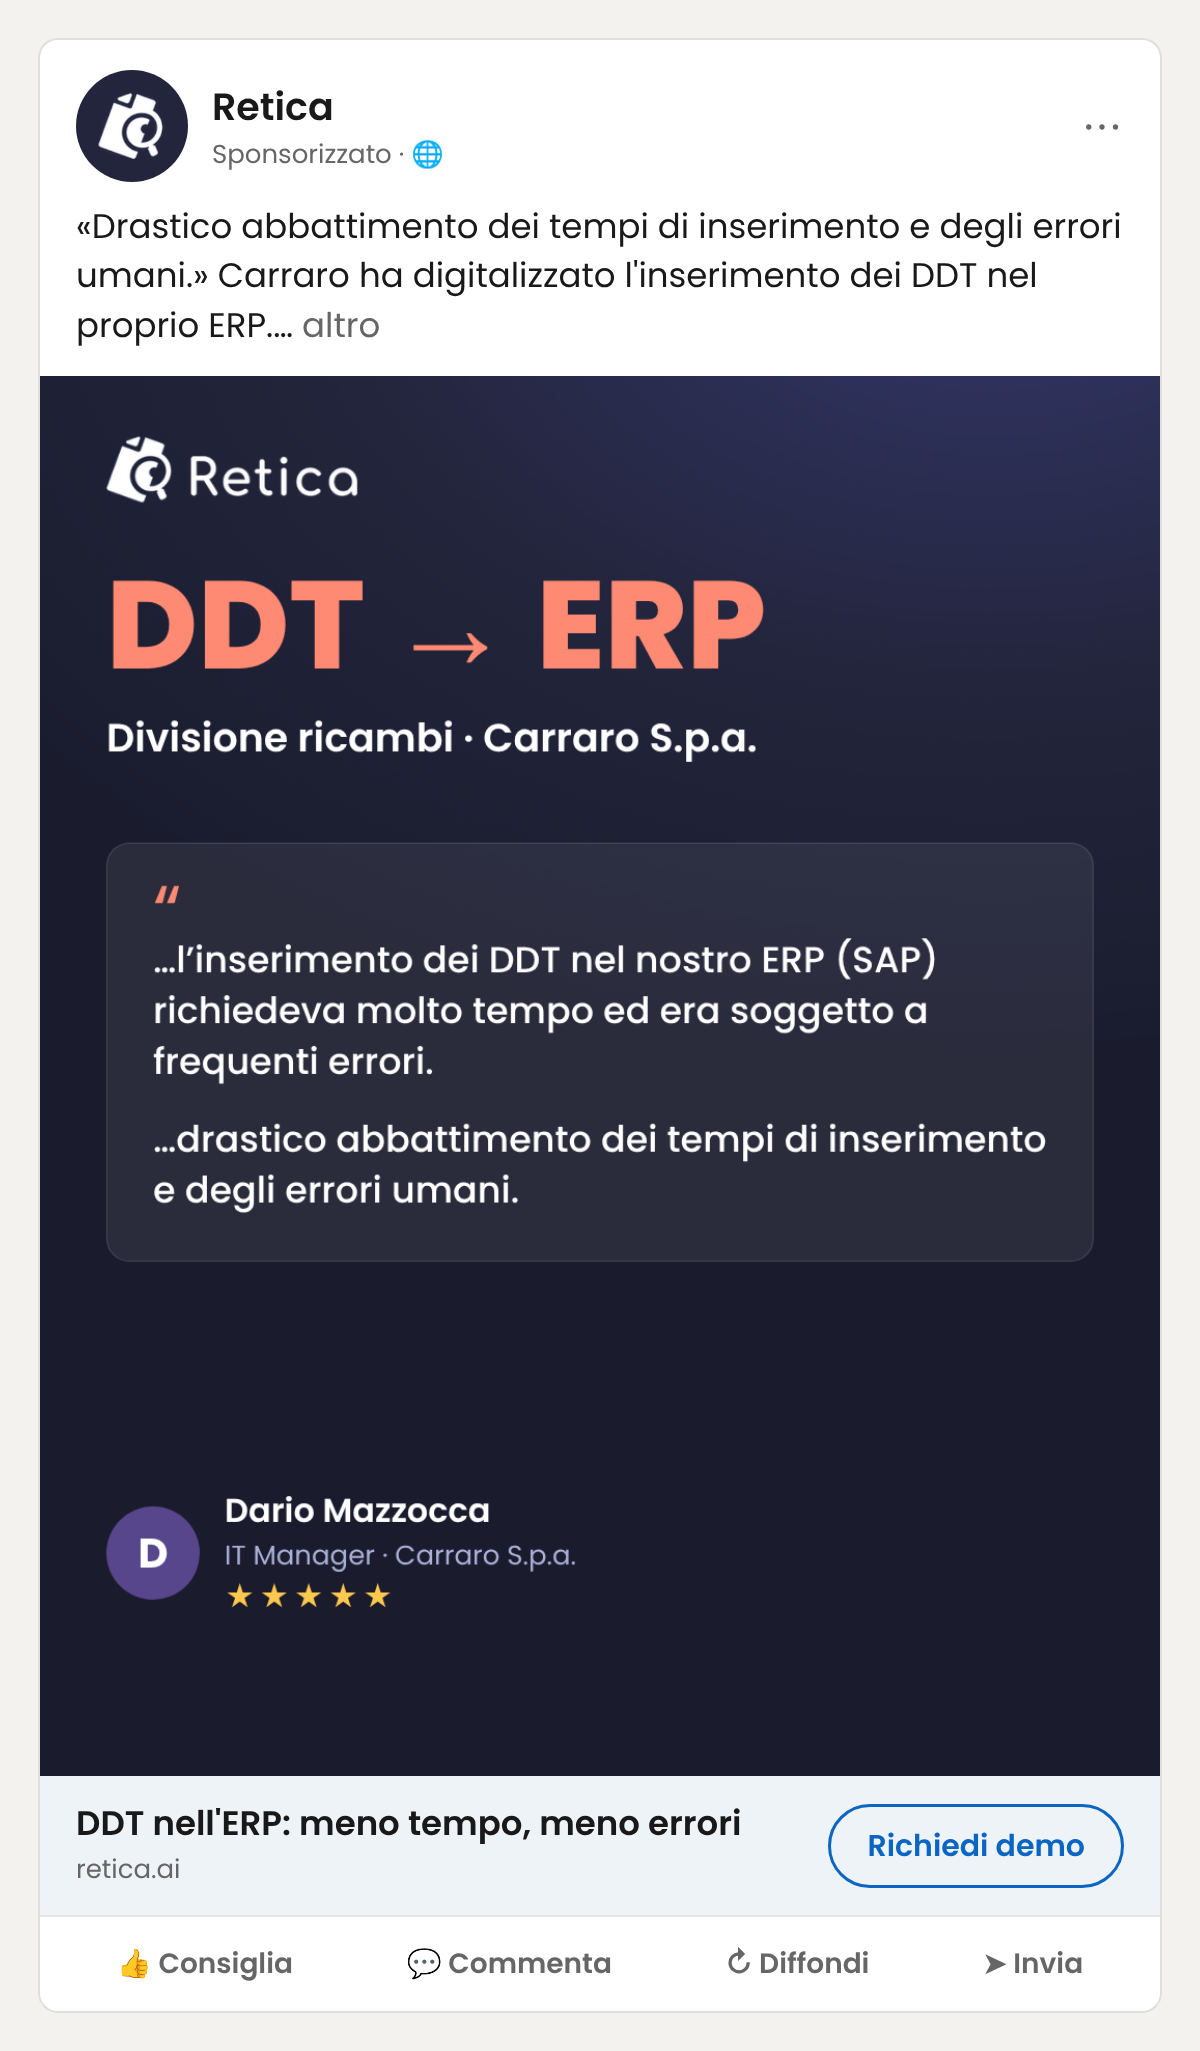 Retica
Sponsorizzato · 🌐
...
«Drastico abbattimento dei tempi di inserimento e degli errori
umani.» Carraro ha digitalizzato l'inserimento dei DDT nel
proprio ERP.... altro
Retica
DDT → ERP
Divisione ricambi · Carraro S.p.a.
“
...l’inserimento dei DDT nel nostro ERP (SAP)
richiedeva molto tempo ed era soggetto a
frequenti errori.
...drastico abbattimento dei tempi di inserimento
e degli errori umani.
D
Dario Mazzocca
IT Manager · Carraro S.p.a.
★★★★★
DDT nell'ERP: meno tempo, meno errori
retica.ai
Richiedi demo
👍 Consiglia
💬 Commenta
↻ Diffondi
➤ Invia